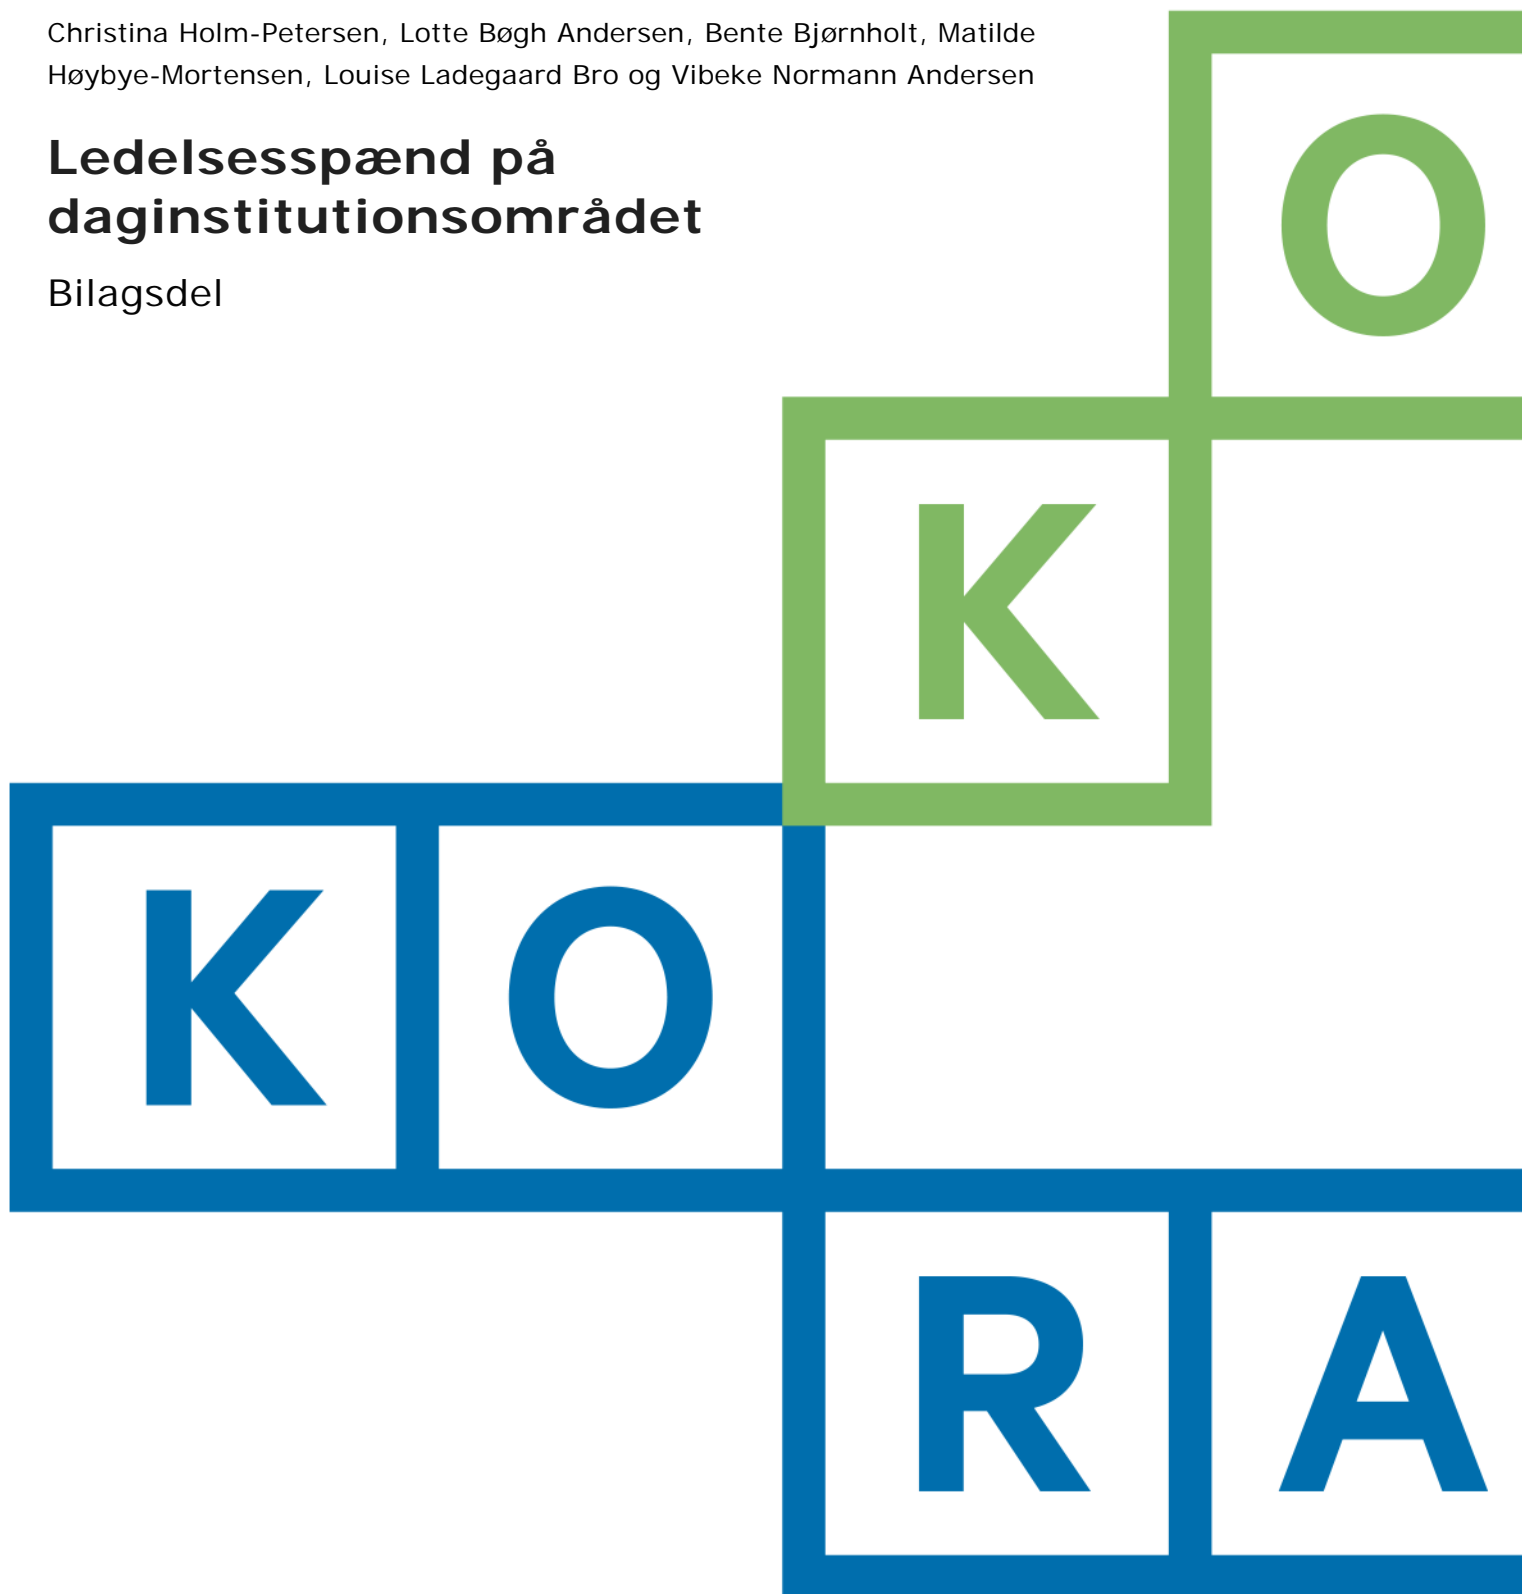 Christina Holm-Petersen, Lotte Bøgh Andersen, Bente Bjørnholt, Matilde
Høybye-Mortensen, Louise Ladegaard Bro og Vibeke Normann Andersen
Ledelsesspænd på
daginstitutionsområdet
Bilagsdel
O
K
K O
R A